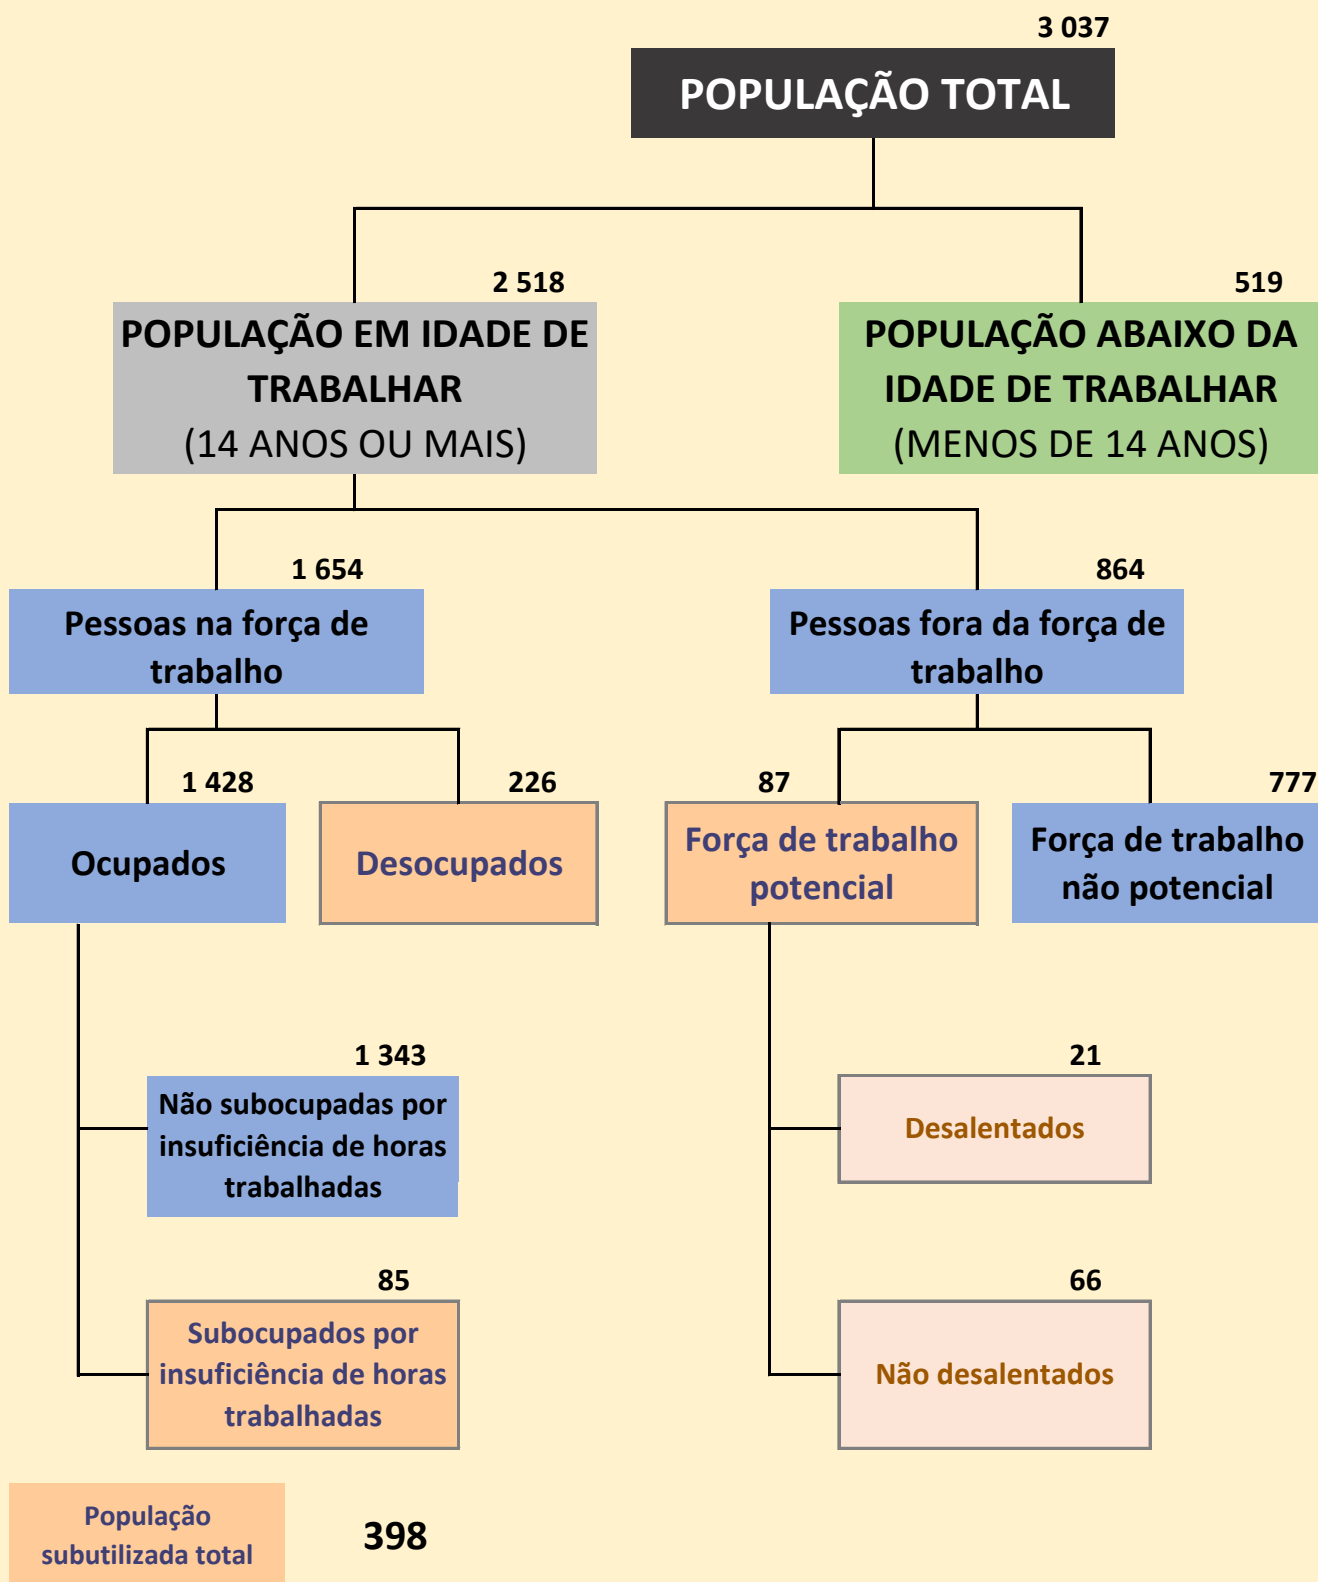 3 037
POPULAÇÃO TOTAL
2 518
POPULAÇÃO EM IDADE DE
TRABALHAR
(14 ANOS OU MAIS)
519
POPULAÇÃO ABAIXO DA
IDADE DE TRABALHAR
(MENOS DE 14 ANOS)
1 654
Pessoas na força de
trabalho
864
Pessoas fora da força de
trabalho
1 428
Ocupados
226
Desocupados
87
Força de trabalho
potencial
777
Força de trabalho
não potencial
1 343
Não subocupadas por
insuficiência de horas
trabalhadas
21
Desalentados
85
Subocupados por
insuficiência de horas
trabalhadas
66
Não desalentados
População
subutilizada total
398